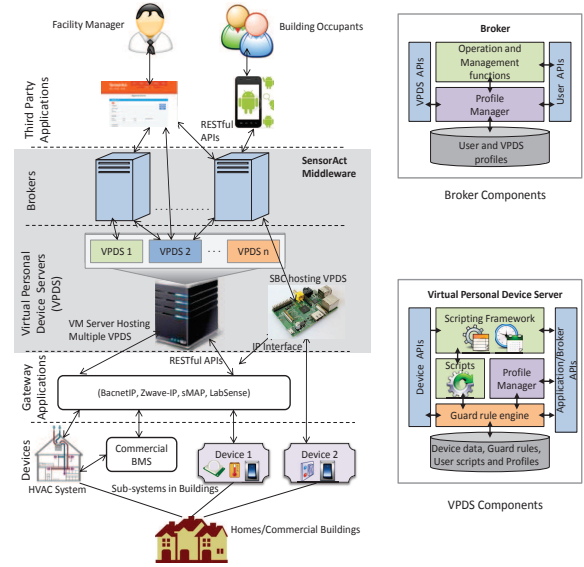 Facility Manager
Building Occupants
Third Party
Applications
RESTful
APIs
SensorAct
Middleware
Brokers
Virtual Personal
Device Servers
(VPDS)
VPDS 1
VPDS 2
VPDS n
SBC hosting VPDS
VM Server Hosting
Multiple VPDS
RESTful APIs
IP Interface
Gateway
Applications
(BacnetIP, Zwave-IP, sMAP, LabSense)
Devices
Commercial
BMS
Device 1
Device 2
HVAC System
Sub-systems in Buildings
Homes/Commercial Buildings
Broker
VPDS APIs
Operation and
Management
functions
Profile
Manager
User APIs
User and VPDS
profiles
Broker Components
Virtual Personal Device Server
Device APIs
Scripting Framework
Scripts
Profile
Manager
Guard rule engine
Application/Broker
APIs
Device data, Guard rules,
User scripts and Profiles
VPDS Components